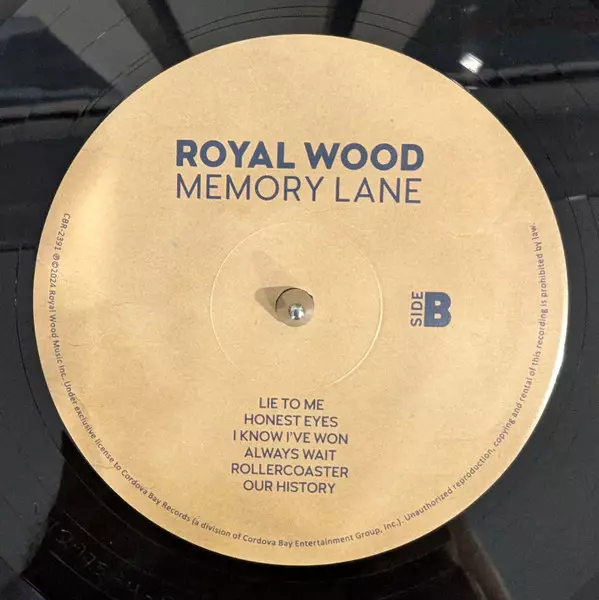 ROYAL WOOD
MEMORY LANE
SIDE B
LIE TO ME
HONEST EYES
I KNOW I'VE WON
ALWAYS WAIT
ROLLERCOASTER
OUR HISTORY
CBR-2391 ℗©2024 Royal Wood Music Inc. Under exclusive license to Cordova Bay Records (a division of Cordova Bay Entertainment Group, Inc.). Unauthorized reproduction, copying and rental of this recording is prohibited by law.